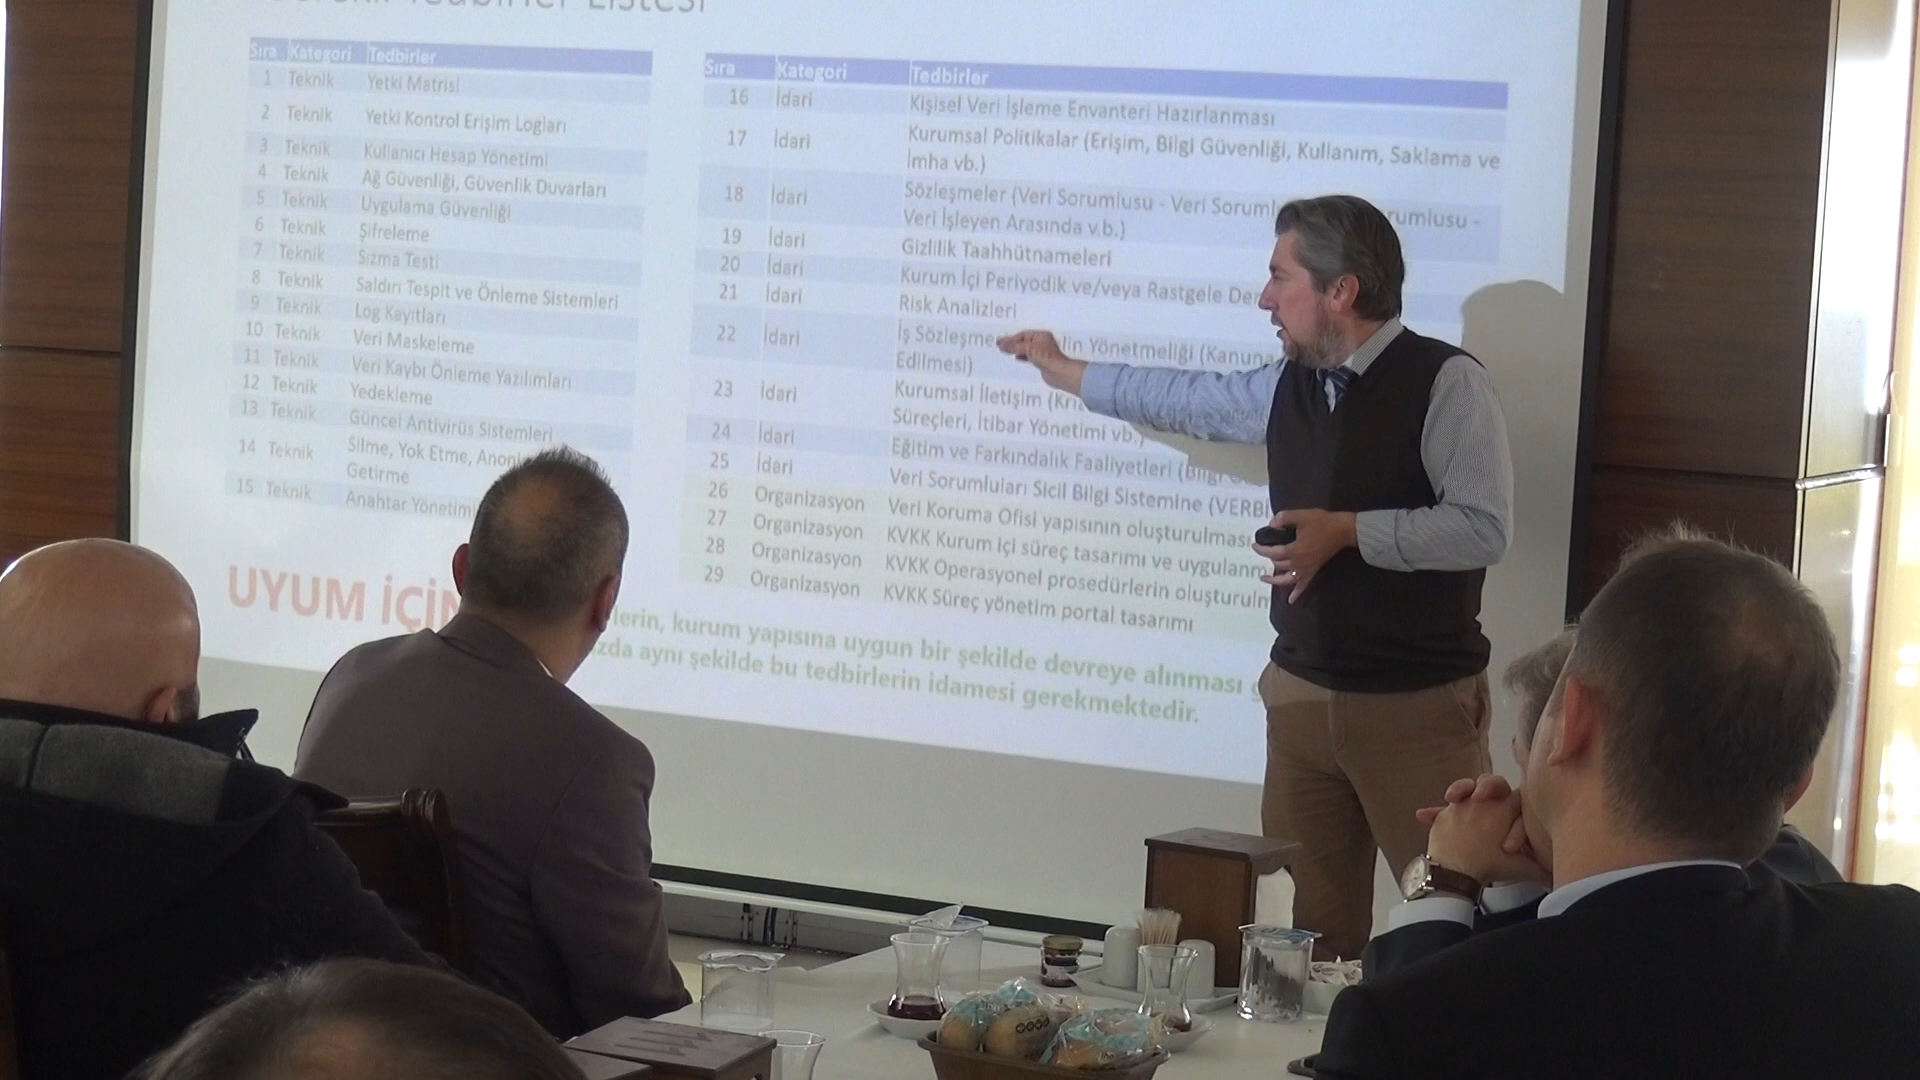 Tedbirler Listesi
Sıra Kategori Tedbirler
1 Teknik Yetki Matrisi
2 Teknik Yetki Kontrol Erişim Logları
3 Teknik Kullanıcı Hesap Yönetimi
4 Teknik Ağ Güvenliği, Güvenlik Duvarları
5 Teknik Uygulama Güvenliği
6 Teknik Şifreleme
7 Teknik Sızma Testi
8 Teknik Saldırı Tespit ve Önleme Sistemleri
9 Teknik Log Kayıtları
10 Teknik Veri Maskeleme
11 Teknik Veri Kaybı Önleme Yazılımları
12 Teknik Yedekleme
13 Teknik Güncel Antivirüs Sistemleri
14 Teknik Silme, Yok Etme,
Getirme
15 Teknik Anahtar
Sıra Kategori Tedbirler
16 İdari Kişisel Veri İşleme Envanteri Hazırlanması
17 İdari Kurumsal Politikalar (Erişim, Bilgi Güvenliği, Kullanım, Saklama ve
İmha vb.)
18 İdari Sözleşmeler (Veri Sorumlusu - Veri
Veri İşleyen Arasında v.b.)
19 İdari Gizlilik Taahhütnameleri
20 İdari Kurum İçi Periyodik ve/veya Rastgele
21 İdari Risk Analizleri
22 İdari İş Yönetmeliği (Kanuna
Edilmesi)
23 İdari Kurumsal İletişim
Süreçleri, İtibar Yönetimi vb.)
24 İdari Eğitim ve Farkındalık Faaliyetleri
25 İdari Veri Sorumluları Sicil Bilgi Sistemine
26 Organizasyon Veri Koruma Ofisi yapısının oluşturulması
27 Organizasyon KVKK Kurum içi süreç tasarımı ve
28 Organizasyon KVKK Operasyonel prosedürlerin
29 Organizasyon KVKK Süreç yönetim portal tasarımı
UYUM İÇİN
kurum yapısına uygun bir şekilde devreye alınması
aynı şekilde bu tedbirlerin idamesi gerekmektedir.